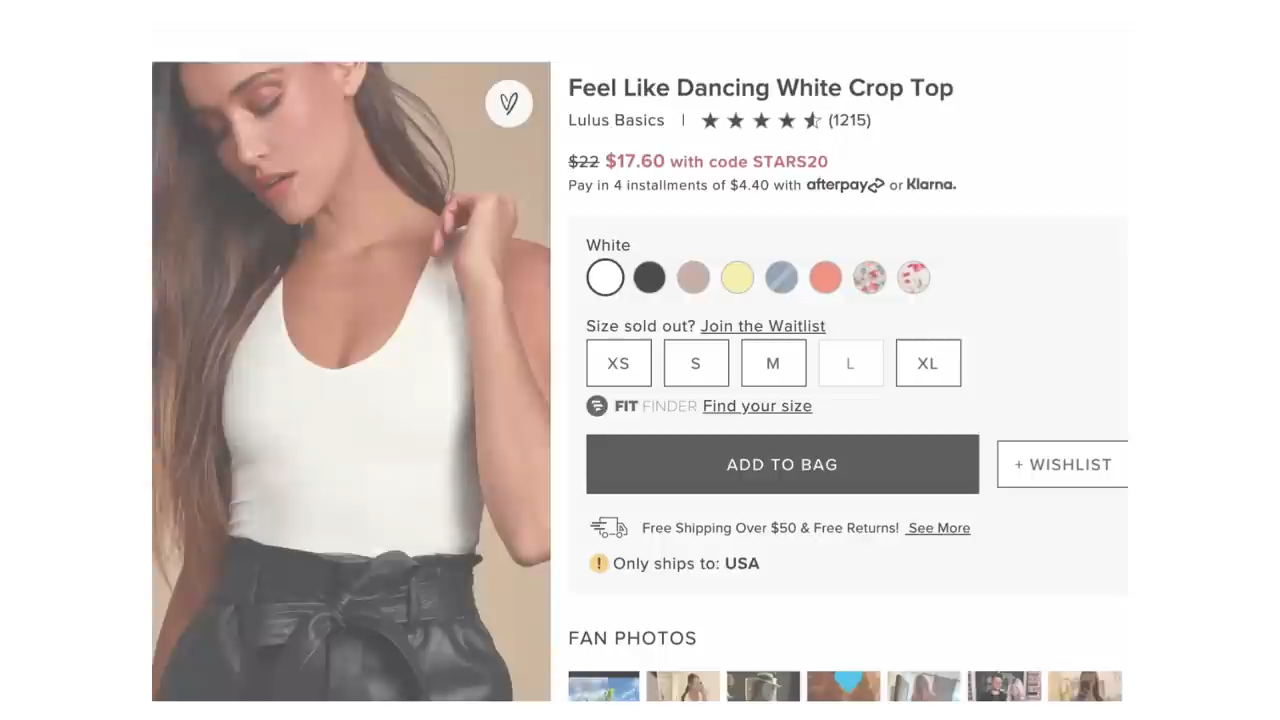 Feel Like Dancing White Crop Top
Lulus Basics | (1215)
$22 $17.60 with code STARS20
Pay in 4 installments of $4.40 with afterpay or Klarna.
White
Size sold out? Join the Waitlist
XS S M L XL
FIT FINDER Find your size
ADD TO BAG + WISHLIST
Free Shipping Over $50 & Free Returns! See More
! Only ships to: USA
FAN PHOTOS